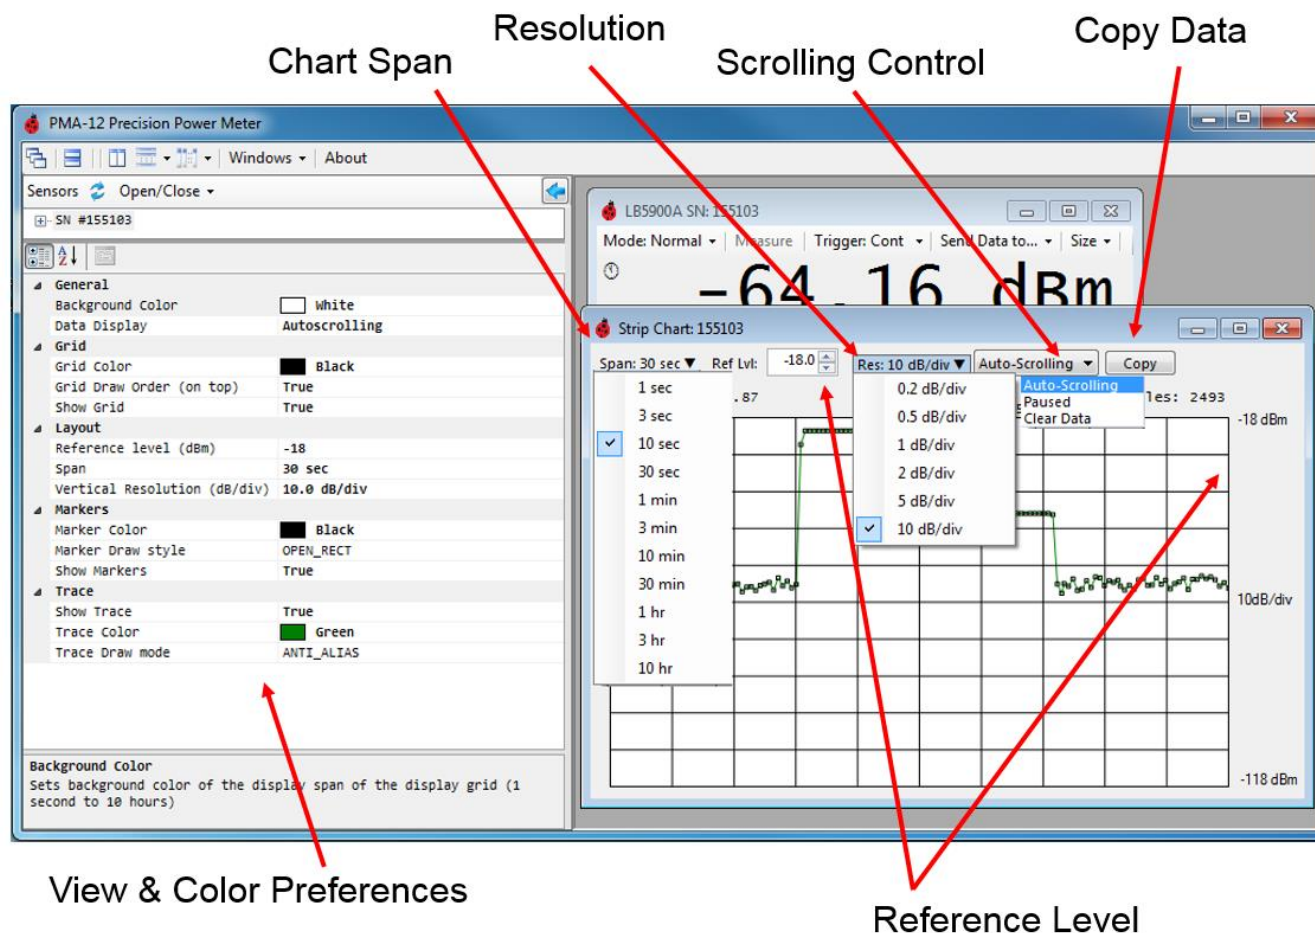 Resolution
Copy Data
Chart Span
Scrolling Control
PMA-12 Precision Power Meter
Windows About
Sensors Open/Close
SN #155103
General
Background Color White
Data Display Autoscrolling
Grid
Grid Color Black
Grid Draw Order (on top) True
Show Grid True
Layout
Reference level (dBm) -18
Span 30 sec
Vertical Resolution (dB/div) 10.0 dB/div
Markers
Marker Color Black
Marker Draw style OPEN_RECT
Show Markers True
Trace
Show Trace True
Trace Color Green
Trace Draw mode ANTI_ALIAS
Background Color
Sets background color of the display span of the display grid (1
second to 10 hours)
LB5900A SN: 155103
Mode: Normal Measure Trigger: Cont Send Data to... Size
-64.16 dBm
Strip Chart: 155103
Span: 30 sec Ref Lvl: -18.0 Res: 10 dB/div Auto-Scrolling Copy
1 sec
3 sec
10 sec
30 sec
1 min
3 min
10 min
30 min
1 hr
3 hr
10 hr
.87
0.2 dB/div
0.5 dB/div
1 dB/div
2 dB/div
5 dB/div
10 dB/div
Auto-Scrolling
Paused
Clear Data
les: 2493
-18 dBm
10dB/div
-118 dBm
View & Color Preferences
Reference Level